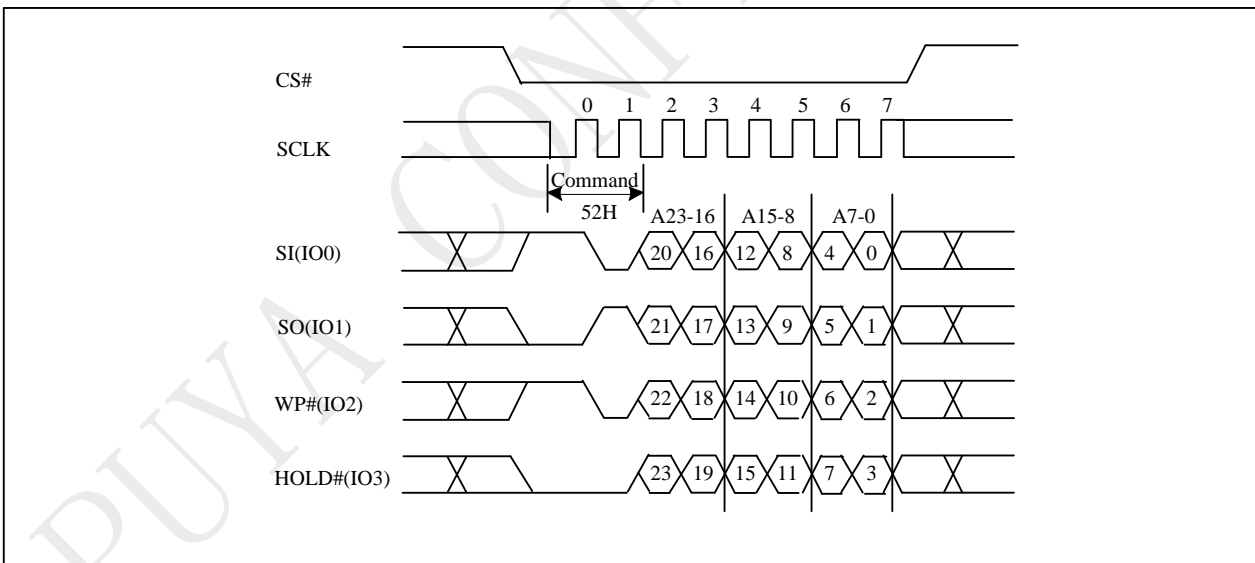 PUYA CONF
CS#
0 1 2 3 4 5 6 7
SCLK
Command
52H
A23-16 A15-8 A7-0
SI(IO0)
20 16 12 8 4 0
SO(IO1)
21 17 13 9 5 1
WP#(IO2)
22 18 14 10 6 2
HOLD#(IO3)
23 19 15 11 7 3